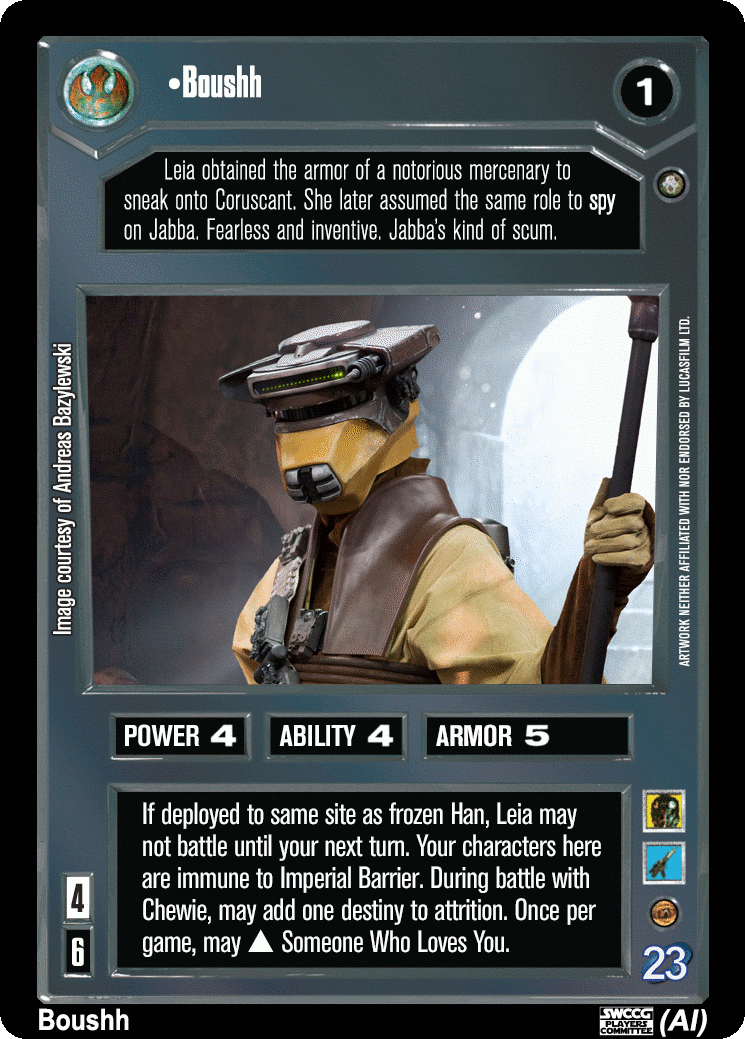 •Boushh
1
Leia obtained the armor of a notorious mercenary to
sneak onto Coruscant. She later assumed the same role to spy
on Jabba. Fearless and inventive. Jabba's kind of scum.
Image courtesy of Andreas Bazylewski
ARTWORK NEITHER AFFILIATED WITH NOR ENDORSED BY LUCASFILM LTD.
POWER 4
ABILITY 4
ARMOR 5
If deployed to same site as frozen Han, Leia may
not battle until your next turn. Your characters here
are immune to Imperial Barrier. During battle with
Chewie, may add one destiny to attrition. Once per
game, may ▲ Someone Who Loves You.
4
6
23
Boushh
SWCCG
PLAYERS
COMMITTEE
(AI)